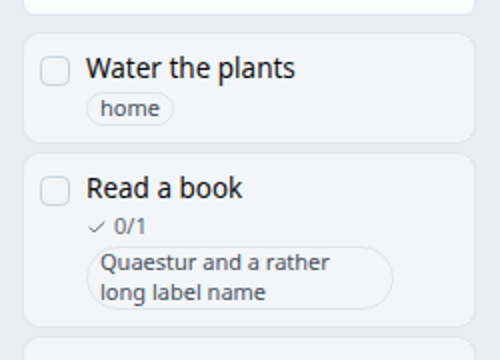 Water the plants
home
Read a book
0/1
Quaestur and a rather
long label name